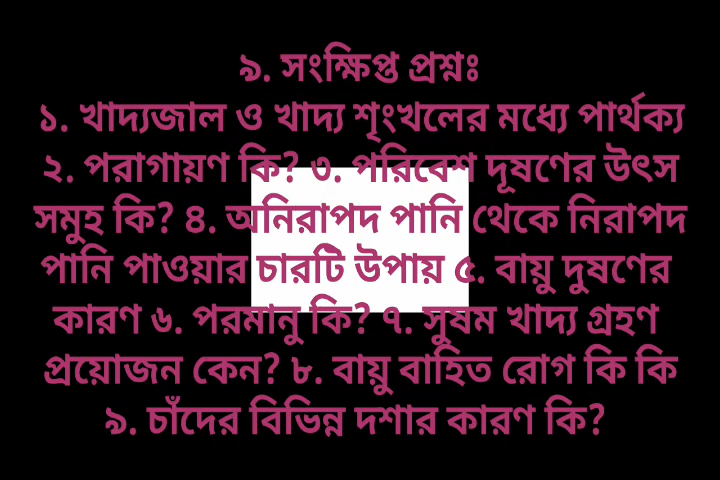 ৯. সংক্ষিপ্ত প্রশ্নঃ
১. খাদ্যজাল ও খাদ্য শৃংখলের মধ্যে পার্থক্য
২. পরাগায়ণ কি? ৩. পরিবেশ দূষণের উৎস
সমুহ কি? ৪. অনিরাপদ পানি থেকে নিরাপদ
পানি পাওয়ার চারটি উপায় ৫. বায়ু দুষণের
কারণ ৬. পরমানু কি? ৭. সুষম খাদ্য গ্রহণ
প্রয়োজন কেন? ৮. বায়ু বাহিত রোগ কি কি
৯. চাঁদের বিভিন্ন দশার কারণ কি?